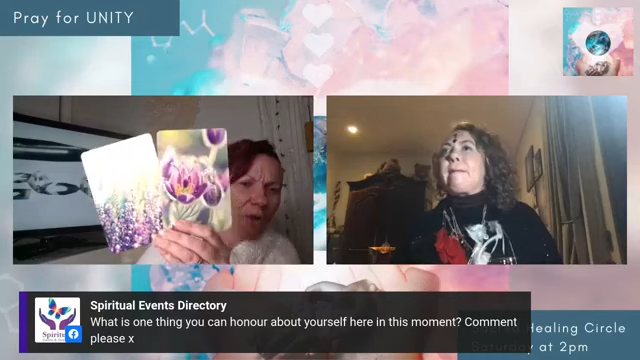 Pray for UNITY
Spiritual Events Directory
What is one thing you can honour about yourself here in this moment? Comment
please x
Healing Circle
Saturday at 2pm